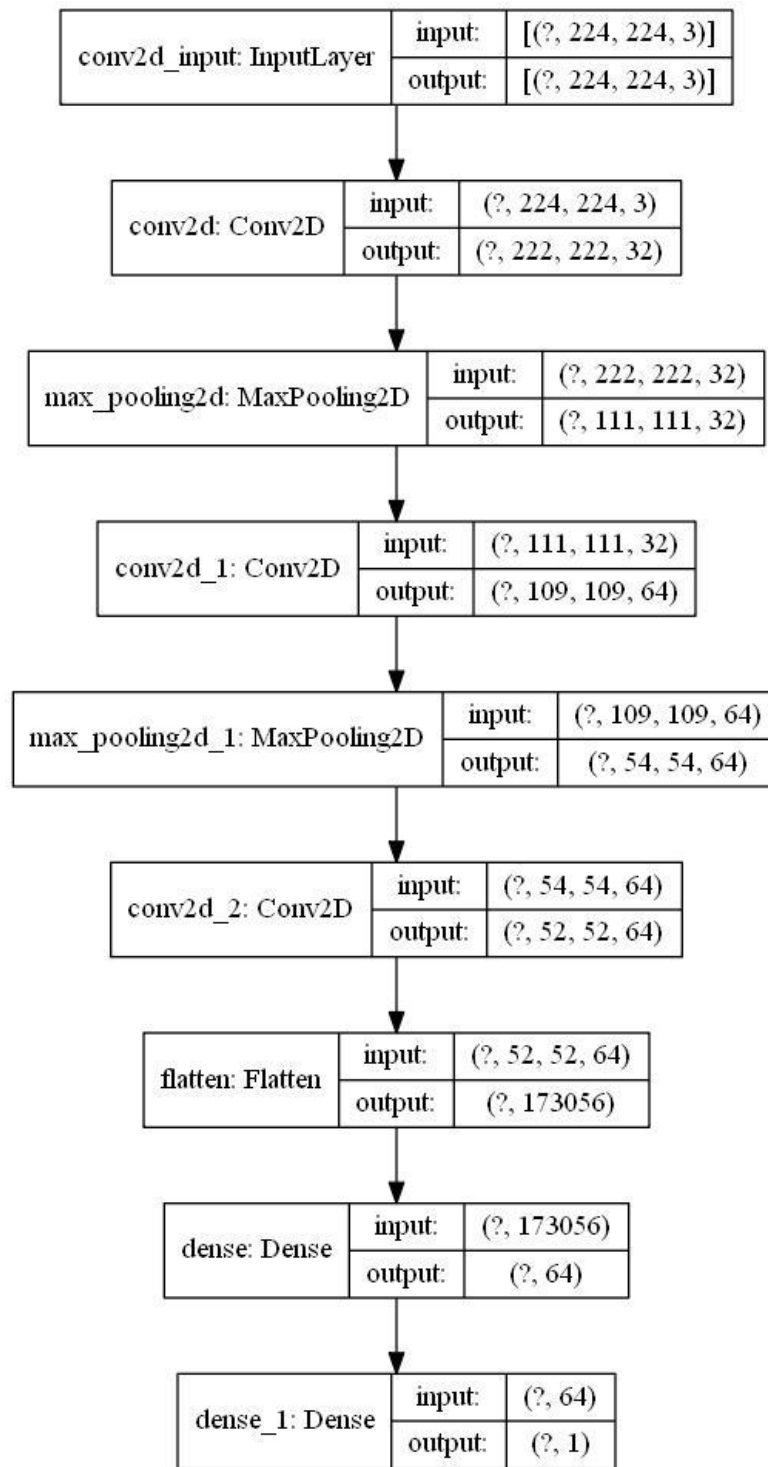 conv2d_input: InputLayer
input: [(?, 224, 224, 3)]
output: [(?, 224, 224, 3)]
conv2d: Conv2D
input: (?, 224, 224, 3)
output: (?, 222, 222, 32)
max_pooling2d: MaxPooling2D
input: (?, 222, 222, 32)
output: (?, 111, 111, 32)
conv2d_1: Conv2D
input: (?, 111, 111, 32)
output: (?, 109, 109, 64)
max_pooling2d_1: MaxPooling2D
input: (?, 109, 109, 64)
output: (?, 54, 54, 64)
conv2d_2: Conv2D
input: (?, 54, 54, 64)
output: (?, 52, 52, 64)
flatten: Flatten
input: (?, 52, 52, 64)
output: (?, 173056)
dense: Dense
input: (?, 173056)
output: (?, 64)
dense_1: Dense
input: (?, 64)
output: (?, 1)